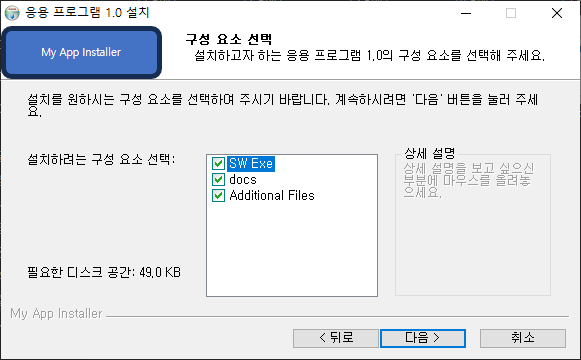 응용 프로그램 1.0 설치
My App Installer
구성 요소 선택
설치하고자 하는 응용 프로그램 1.0의 구성 요소를 선택해 주세요.
설치를 원하시는 구성 요소를 선택하여 주시기 바랍니다. 계속하시려면 '다음' 버튼을 눌러 주세
요.
설치하려는 구성 요소 선택:
SW Exe
docs
Additional Files
상세 설명
상세 설명을 보고 싶으신
부분에 마우스를 올려놓
으세요.
필요한 디스크 공간: 49.0 KB
My App Installer
< 뒤로
다음 >
취소